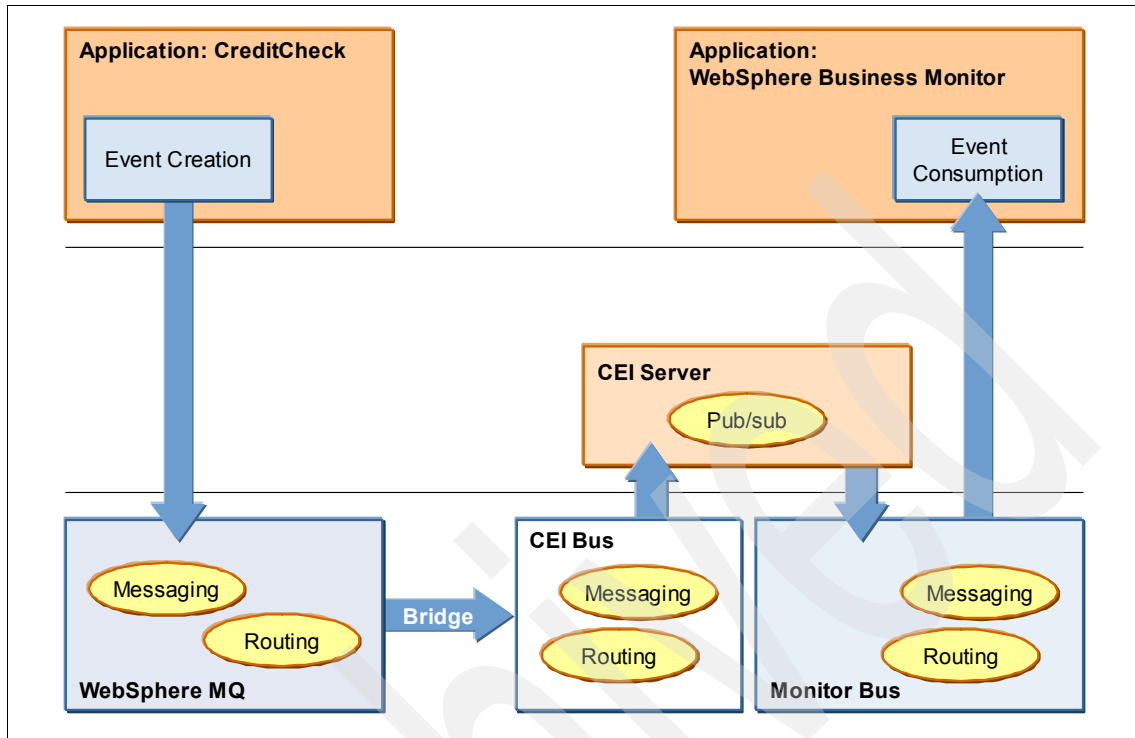 Application: CreditCheck
Event Creation
Application:
WebSphere Business Monitor
Event
Consumption
CEI Server
Pub/sub
Messaging
Routing
WebSphere MQ
Bridge
CEI Bus
Messaging
Routing
Messaging
Routing
Monitor Bus